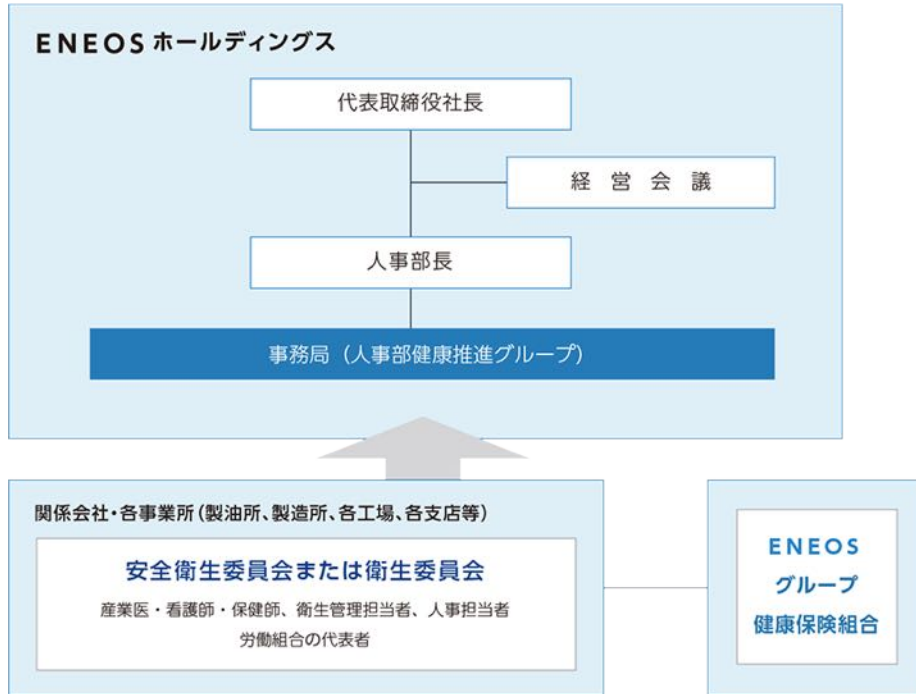 ENEOS ホールディングス
代表取締役社長
経 営 会 議
人事部長
事務局（人事部健康推進グループ）
関係会社・各事業所（製油所、製造所、各工場、各支店等）
安全衛生委員会または衛生委員会
産業医・看護師・保健師、衛生管理担当者、人事担当者
労働組合の代表者
ENEOS
グループ
健康保険組合